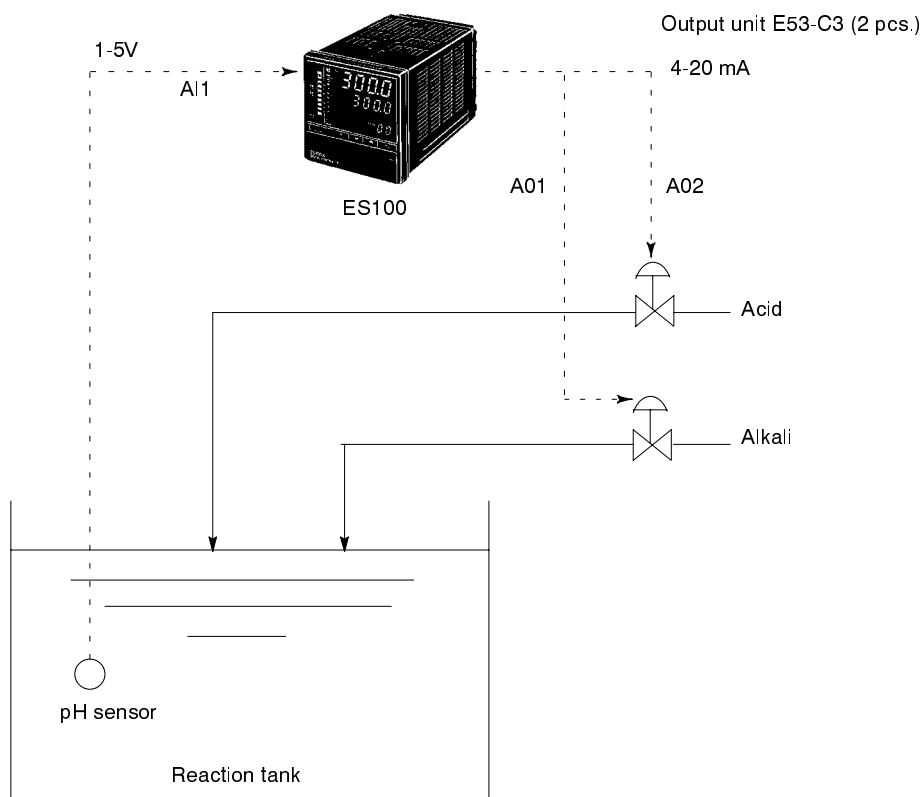 Output unit E53-C3 (2 pcs.)
1-5V
4-20 mA
AI1
300.0
300.0
00
A01
A02
ES100
Acid
Alkali
pH sensor
Reaction tank